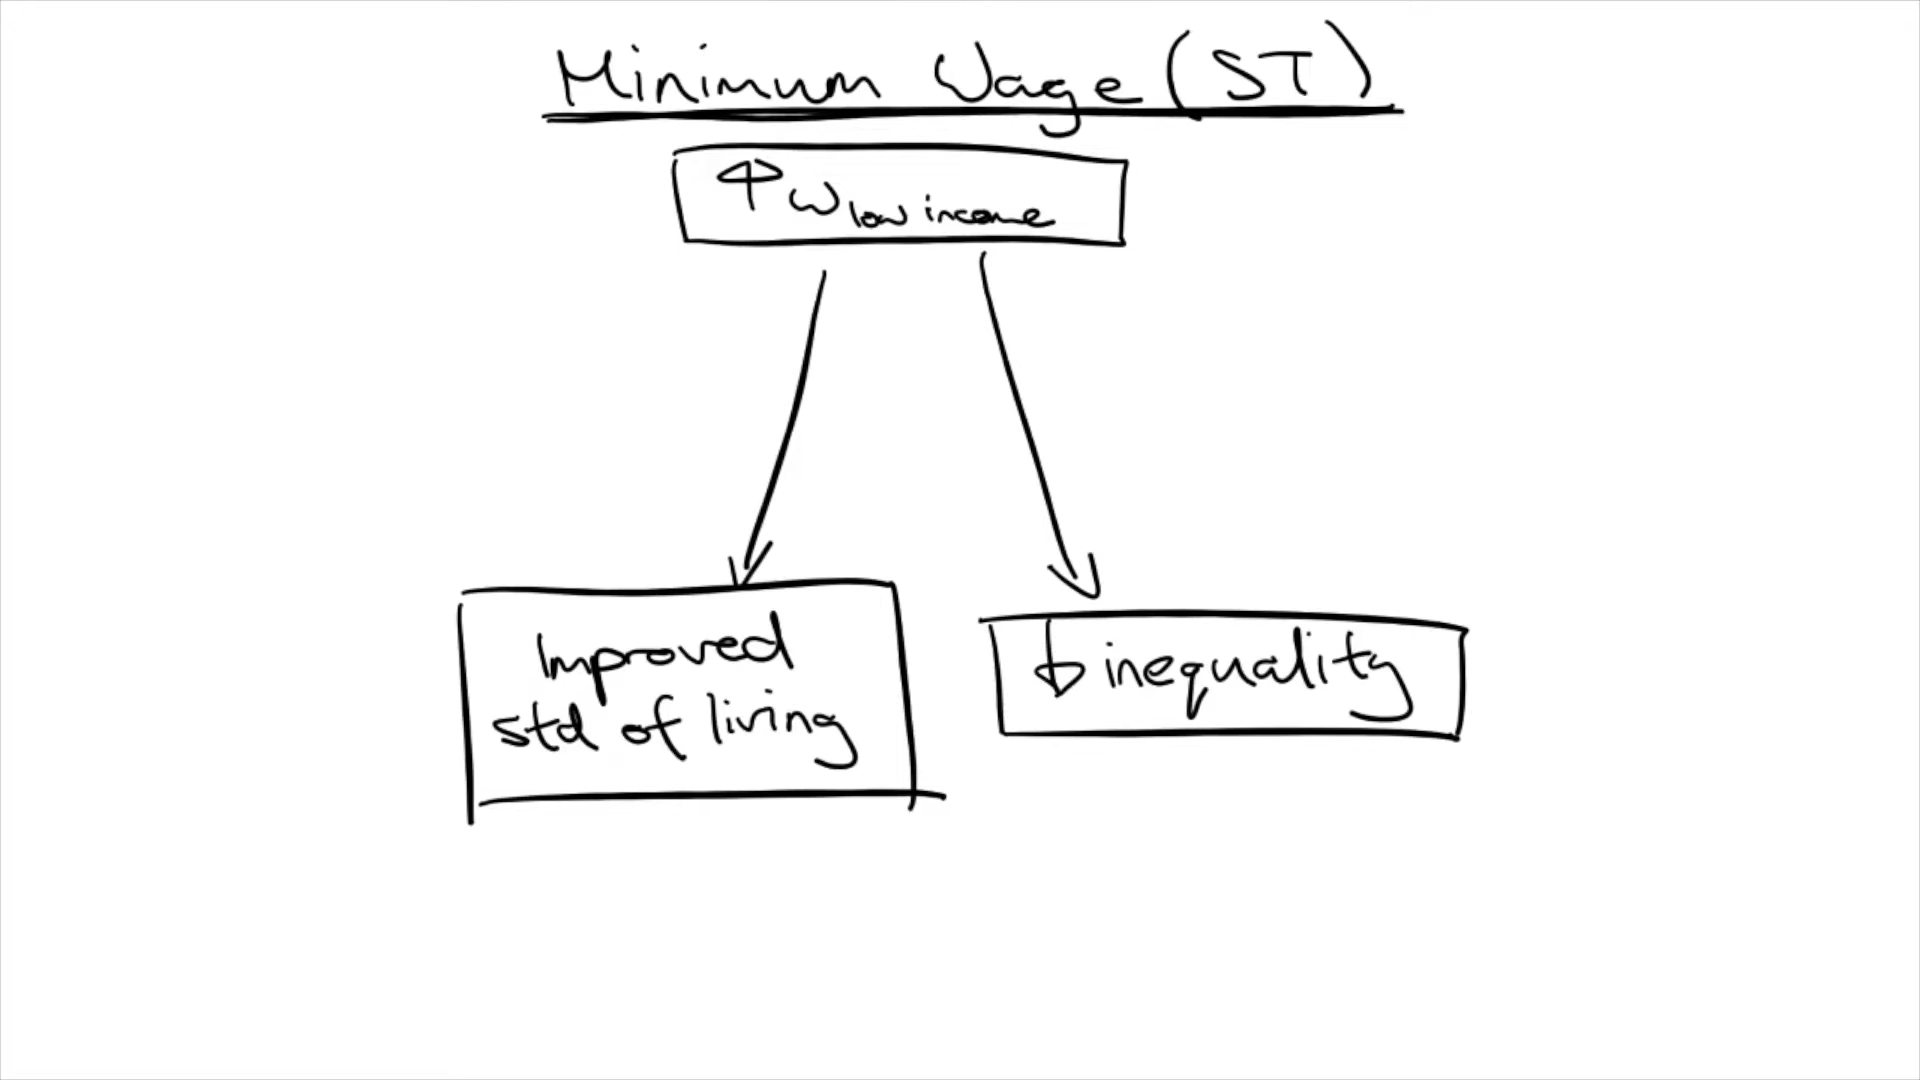 Minimum Wage (ST)
↑ w low income
Improved
std of living
↓ inequality